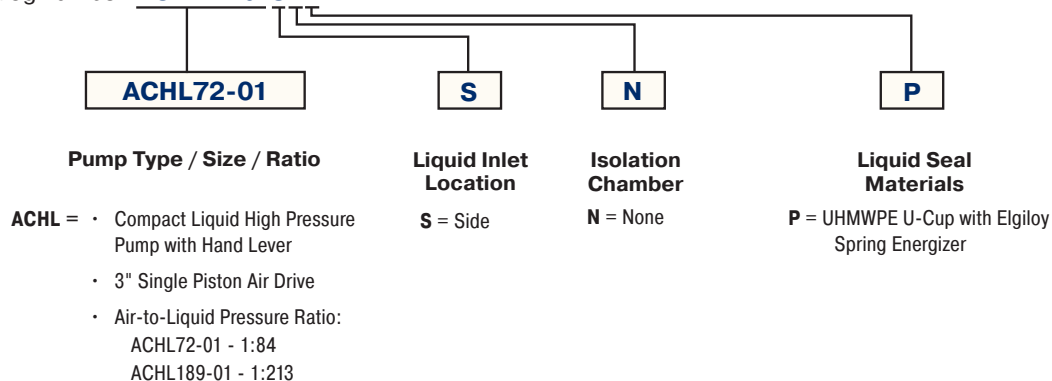 ACHL72-01
S
N
P
Pump Type / Size / Ratio
Liquid Inlet
Location
Isolation
Chamber
Liquid Seal
Materials
ACHL = • Compact Liquid High Pressure
Pump with Hand Lever
• 3" Single Piston Air Drive
• Air-to-Liquid Pressure Ratio:
ACHL72-01 - 1:84
ACHL189-01 - 1:213
S = Side
N = None
P = UHMWPE U-Cup with Elgiloy
Spring Energizer